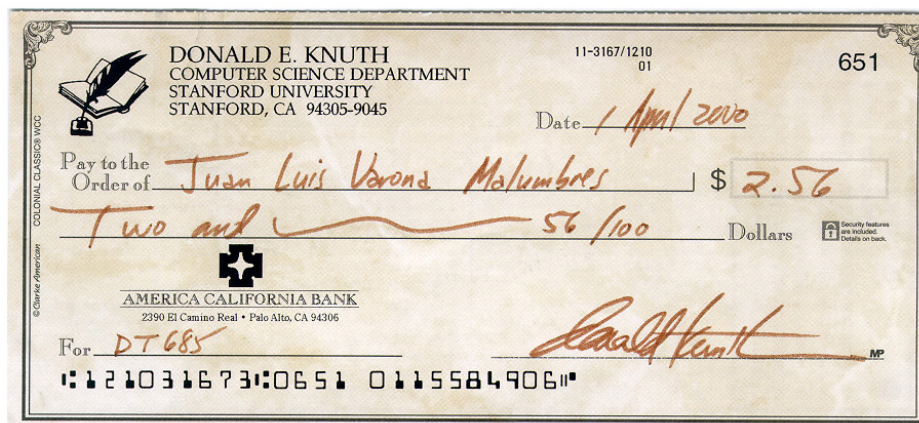 DONALD E. KNUTH
COMPUTER SCIENCE DEPARTMENT
STANFORD UNIVERSITY
STANFORD, CA 94305-9045
11-3167/1210
01
651
Date 1 April 2000
Pay to the
Order of Juan Luis Varona Malumbres $ 2.56
Two and 56/100 Dollars
Security features
are included.
Details on back.
AMERICA CALIFORNIA BANK
2390 El Camino Real • Palo Alto, CA 94306
For DT685
Donald Knuth
MP
⑆121031673⑆0651 0115584906⑈
©Clarke American COLONIAL CLASSIC® WCC